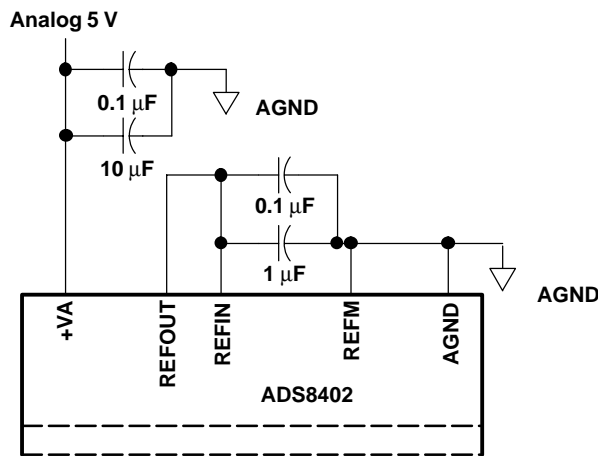 Analog 5 V
0.1 µF
AGND
10 µF
0.1 µF
1 µF
AGND
+VA
REFOUT
REFIN
REFM
AGND
ADS8402